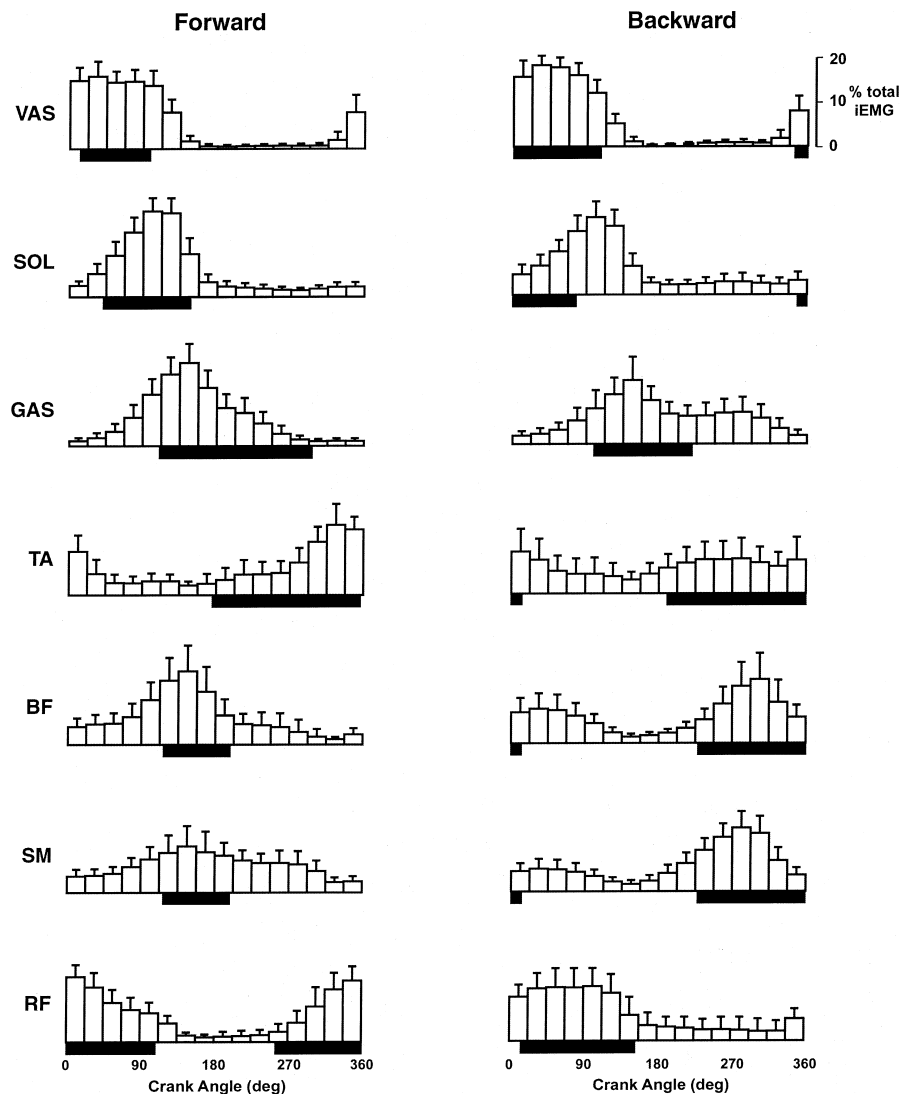 Forward
Backward
VAS
20
10
0
% total
iEMG
SOL
GAS
TA
BF
SM
RF
0 90 180 270 360
Crank Angle (deg)
0 90 180 270 360
Crank Angle (deg)